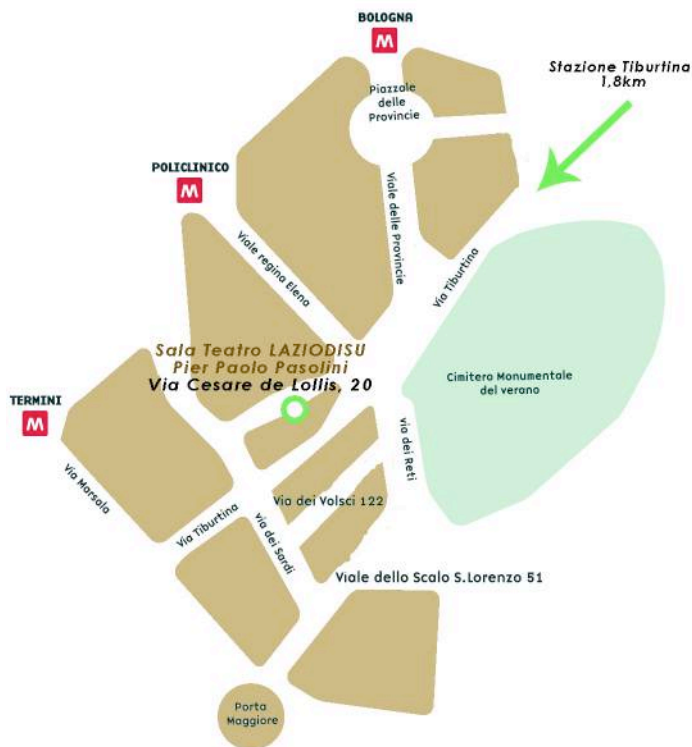 BOLOGNA
M
Stazione Tiburtina
1,8km
Piazzale
delle
Provincie
POLICLINICO
M
Viale delle Provincie
Viale regina Elena
Via Tiburtina
Sala Teatro LAZIODISU
Pier Paolo Pasolini
Via Cesare de Lollis, 20
Cimitero Monumentale
del verano
TERMINI
M
via dei Reti
Via Marsala
Via dei Volsci 122
Via Tiburtina
via dei Sardi
Viale dello Scalo S.Lorenzo 51
Porta
Maggiore